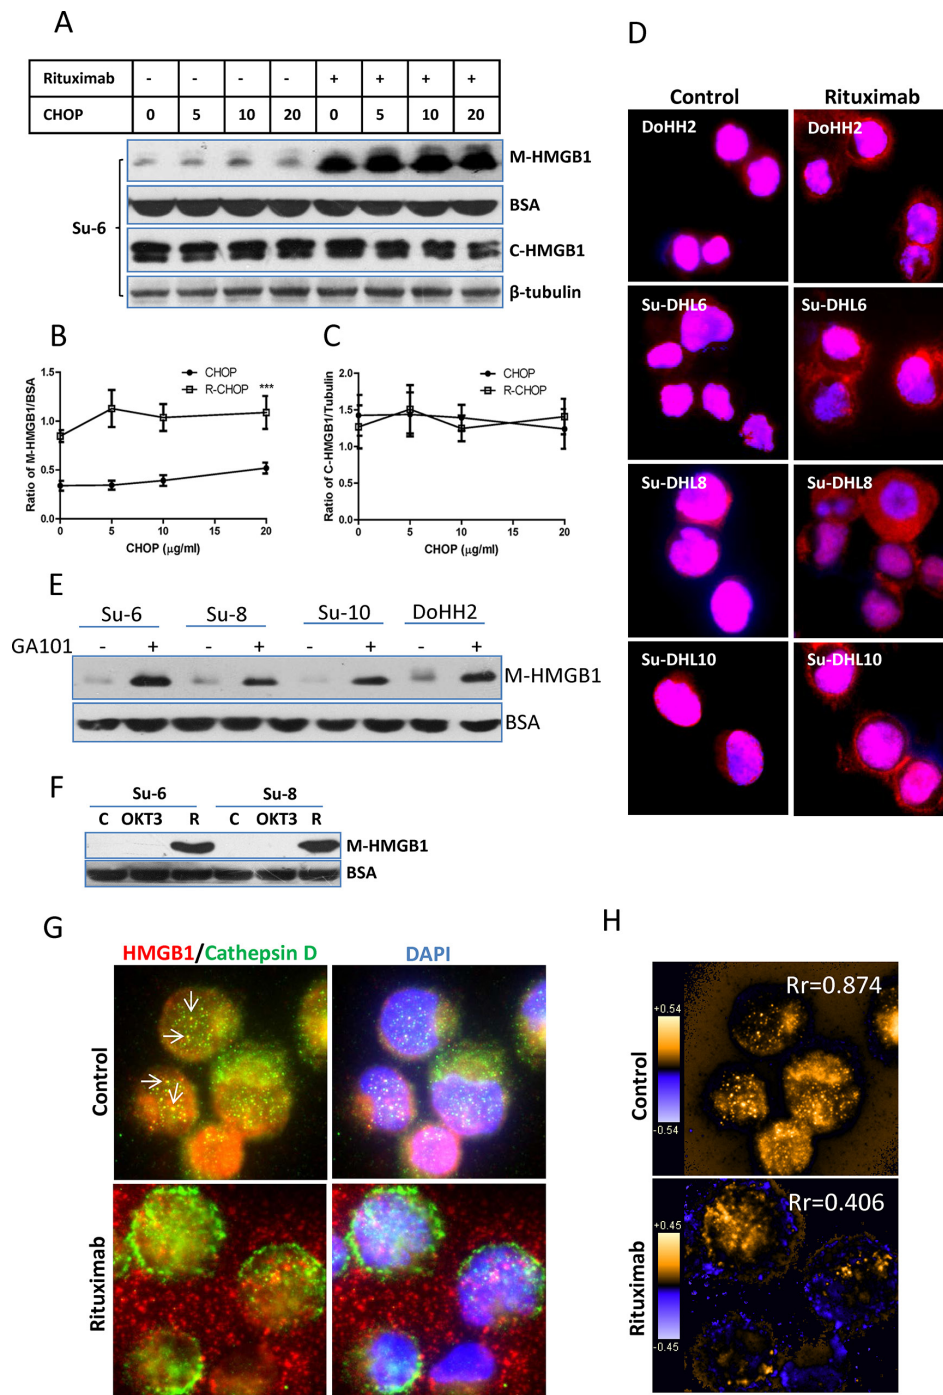 A
Rituximab - - - - + + + +
CHOP 0 5 10 20 0 5 10 20
Su-6
M-HMGB1
BSA
C-HMGB1
β-tubulin
B
CHOP
R-CHOP
***
Ratio of M-HMGB1/BSA
1.5
1.0
0.5
0.0
0 5 10 15 20
CHOP (μg/ml)
C
CHOP
R-CHOP
Ratio of C-HMGB1/Tubulin
2.0
1.5
1.0
0.5
0.0
0 5 10 15 20
CHOP (μg/ml)
D
Control Rituximab
DoHH2 DoHH2
Su-DHL6 Su-DHL6
Su-DHL8 Su-DHL8
Su-DHL10 Su-DHL10
E
Su-6 Su-8 Su-10 DoHH2
GA101 - + - + - + - +
M-HMGB1
BSA
F
Su-6 Su-8
C OKT3 R C OKT3 R
M-HMGB1
BSA
G
HMGB1/Cathepsin D DAPI
Control
Rituximab
H
Control
+0.54
-0.54
Rr=0.874
Rituximab
+0.45
-0.45
Rr=0.406